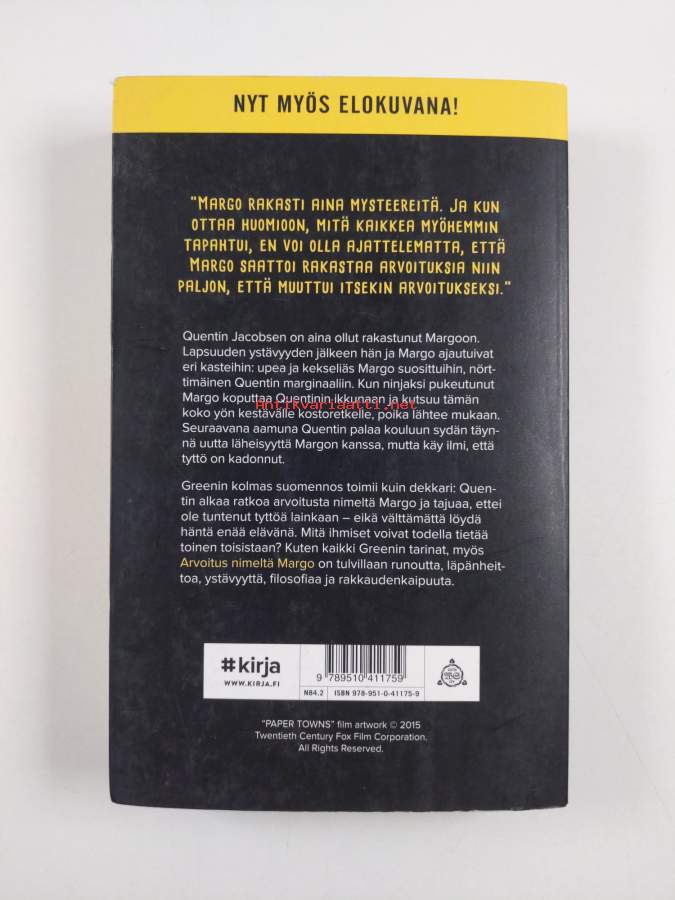 NYT MYÖS ELOKUVANA!
"MARGO RAKASTI AINA MYSTEEREITÄ. JA KUN
OTTAA HUOMIOON, MITÄ KAIKKEA MYÖHEMMIN
TAPAHTUI, EN VOI OLLA AJATTELEMATTA, ETTÄ
MARGO SAATTOI RAKASTAA ARVOITUKSIA NIIN
PALJON, ETTÄ MUUTTUI ITSEKIN ARVOITUKSEKSI."
Quentin Jacobsen on aina ollut rakastunut Margoon.
Lapsuuden ystävyyden jälkeen hän ja Margo ajautuivat
eri kasteihin: upea ja kekseliäs Margo suosittuihin, nört-
timäinen Quentin marginaaliin. Kun ninjaksi pukeutunut
Margo koputtaa Quentinin ikkunaan ja kutsuu tämän
Antikvariaatti.net
koko yön kestävälle kostoretkelle, poika lähtee mukaan.
Seuraavana aamuna Quentin palaa kouluun sydän täyn-
nä uutta läheisyyttä Margon kanssa, mutta käy ilmi, että
tyttö on kadonnut.
Greenin kolmas suomennos toimii kuin dekkari: Quen-
tin alkaa ratkoa arvoitusta nimeltä Margo ja tajuaa, ettei
ole tuntenut tyttöä lainkaan – eikä välttämättä löydä
häntä enää elävänä. Mitä ihmiset voivat todella tietää
toinen toisistaan? Kuten kaikki Greenin tarinat, myös
Arvoitus nimeltä Margo on tulvillaan runoutta, läpänheit-
toa, ystävyyttä, filosofiaa ja rakkaudenkaipuuta.
#kirja
WWW.KIRJA.FI
9 789510 411759
N84.2 ISBN 978-951-0-41175-9
"PAPER TOWNS" film artwork © 2015
Twentieth Century Fox Film Corporation.
All Rights Reserved.